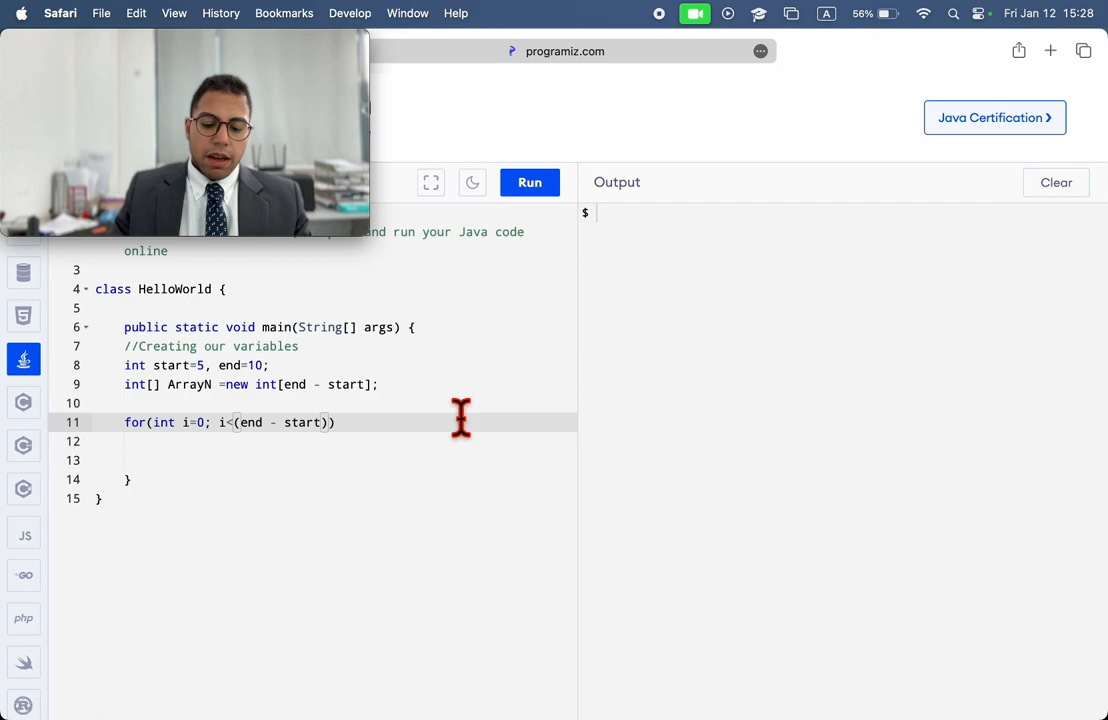 Safari File Edit View History Bookmarks Develop Window Help A 56% Fri Jan 12 15:28
programiz.com
Java Certification ❯
Run Output Clear
and run your Java code
$
online
3
4 class HelloWorld {
5
6 public static void main(String[] args) {
7 //Creating our variables
8 int start=5, end=10;
9 int[] ArrayN =new int[end - start];
10
11 for(int i=0; i<(end - start))
12
13
14 }
15 }
JS
GO
php